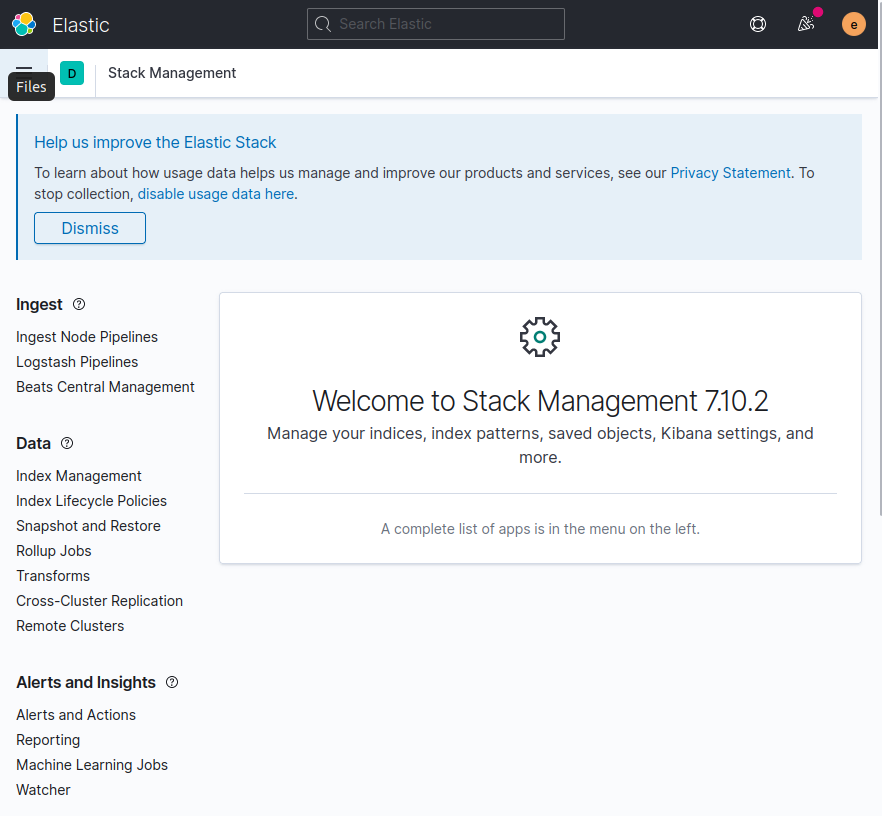 Elastic
Search Elastic
e
Files
D
Stack Management
Help us improve the Elastic Stack
To learn about how usage data helps us manage and improve our products and services, see our Privacy Statement. To
stop collection, disable usage data here.
Dismiss
Ingest
Ingest Node Pipelines
Logstash Pipelines
Beats Central Management
Data
Index Management
Index Lifecycle Policies
Snapshot and Restore
Rollup Jobs
Transforms
Cross-Cluster Replication
Remote Clusters
Alerts and Insights
Alerts and Actions
Reporting
Machine Learning Jobs
Watcher
Welcome to Stack Management 7.10.2
Manage your indices, index patterns, saved objects, Kibana settings, and
more.
A complete list of apps is in the menu on the left.